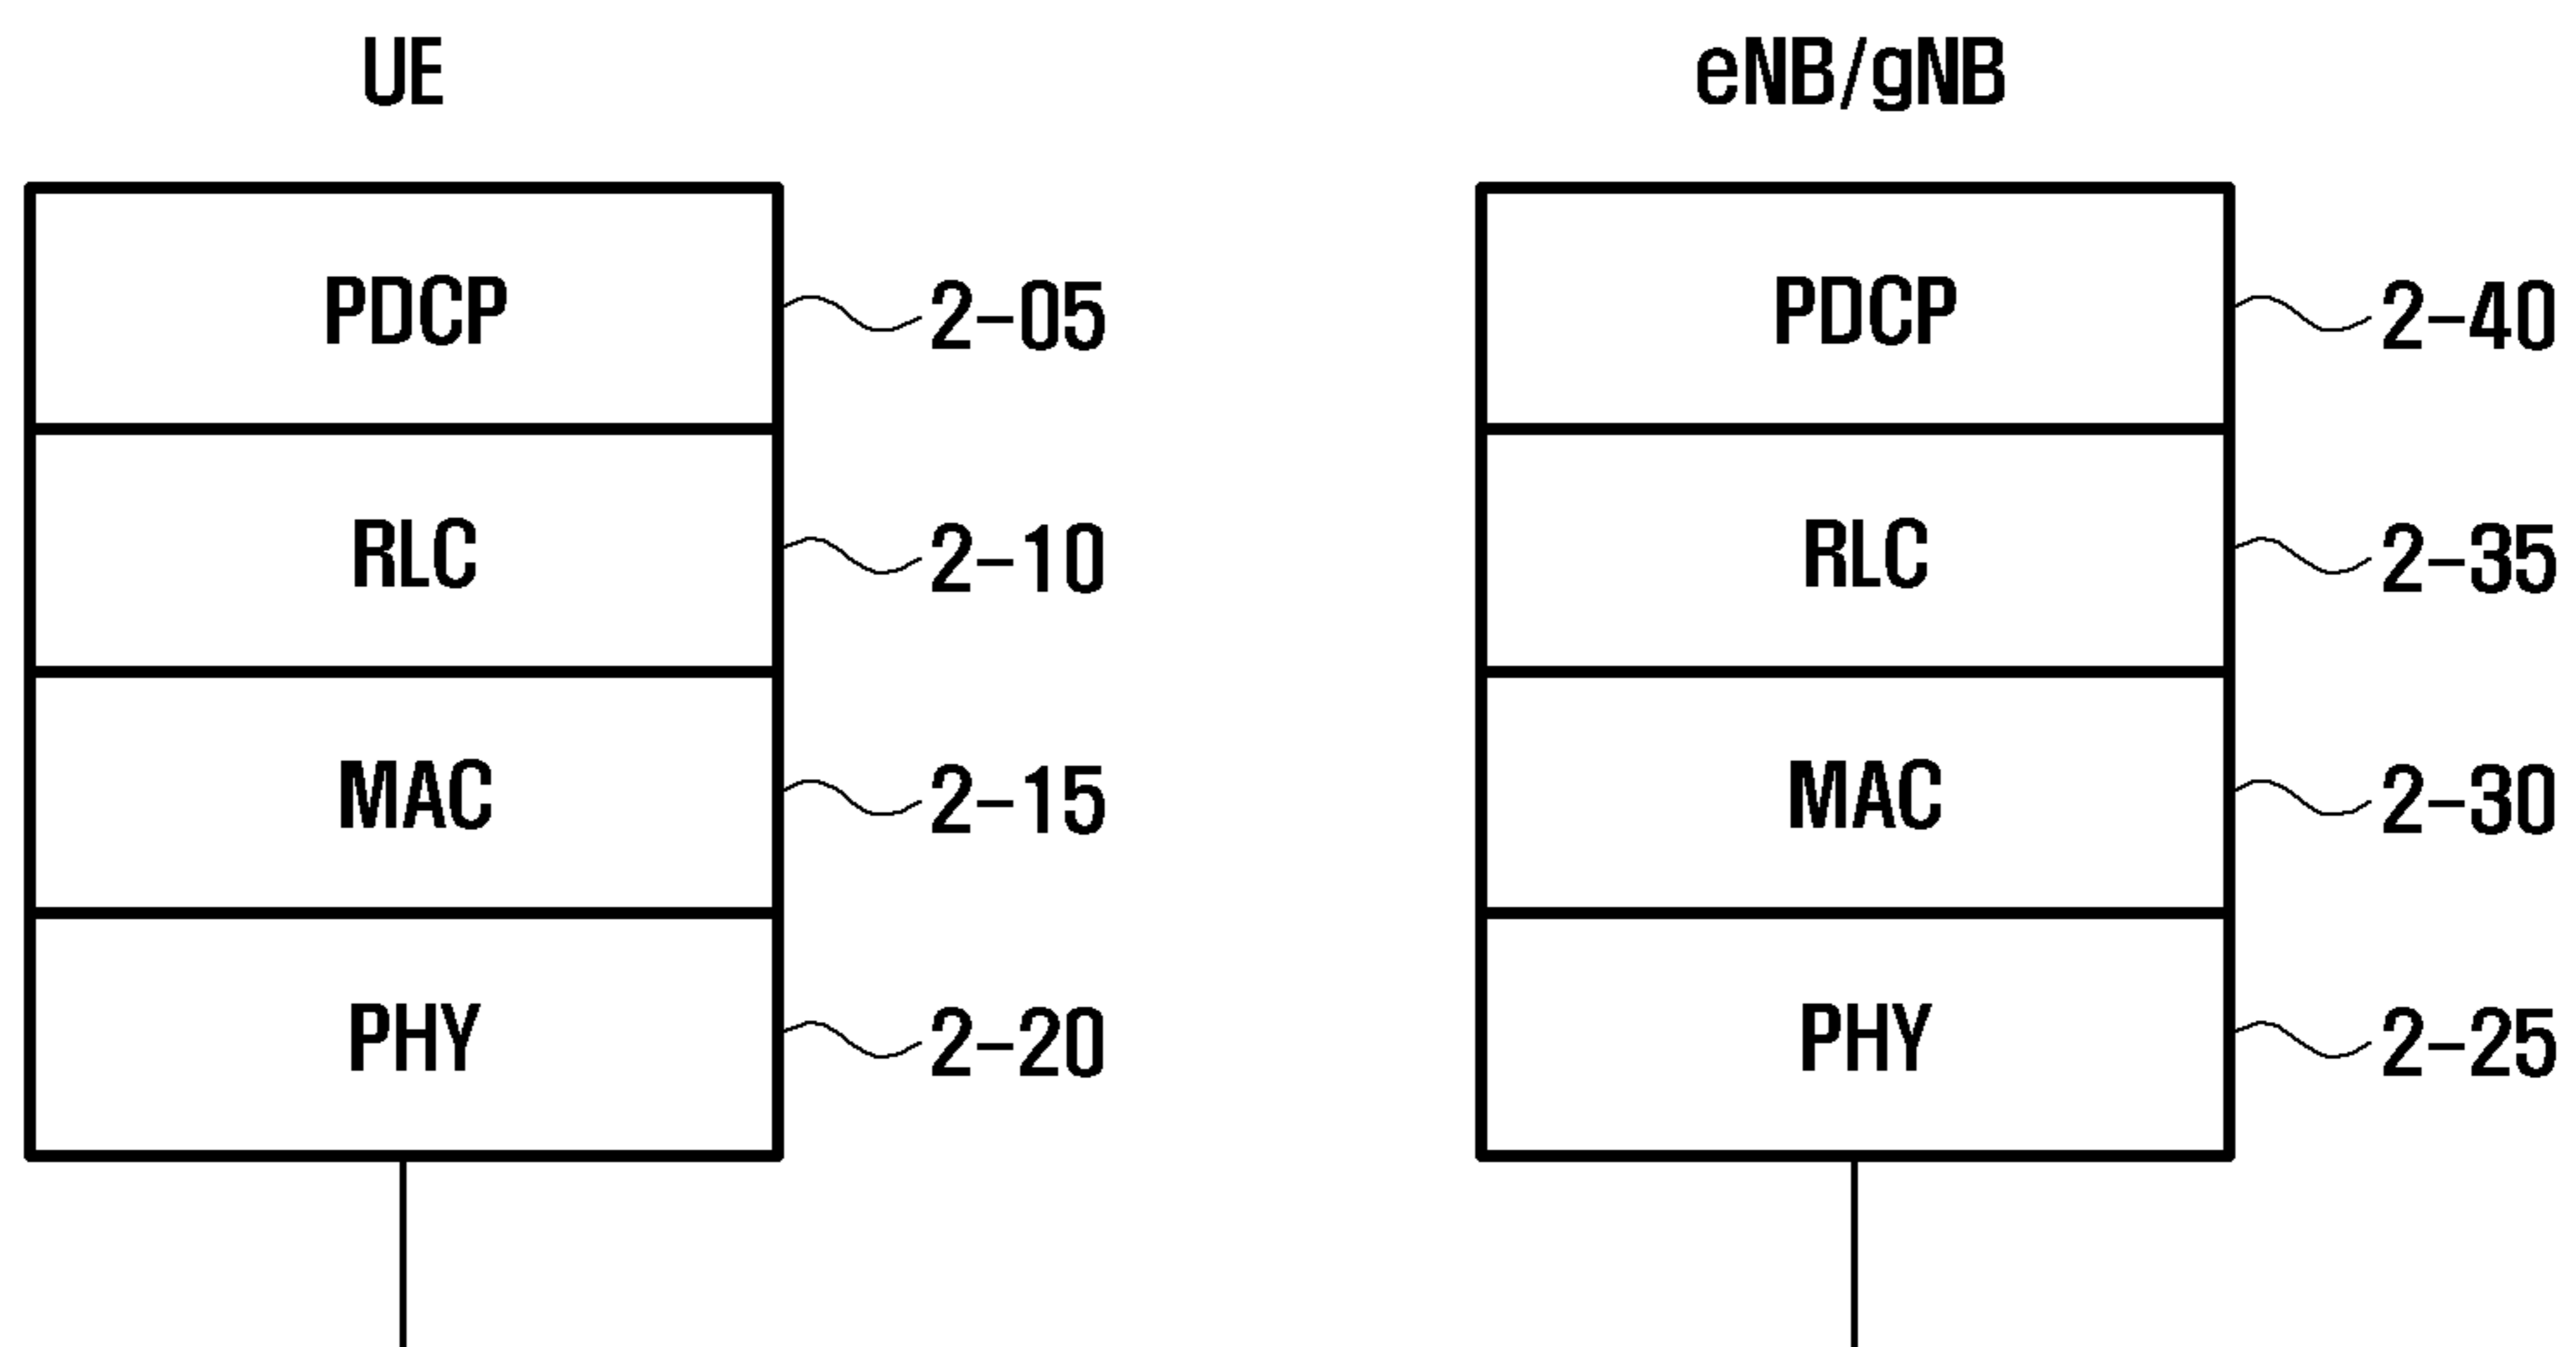 UE eNB/gNB
PDCP 2-05 PDCP 2-40
RLC 2-10 RLC 2-35
MAC 2-15 MAC 2-30
PHY 2-20 PHY 2-25